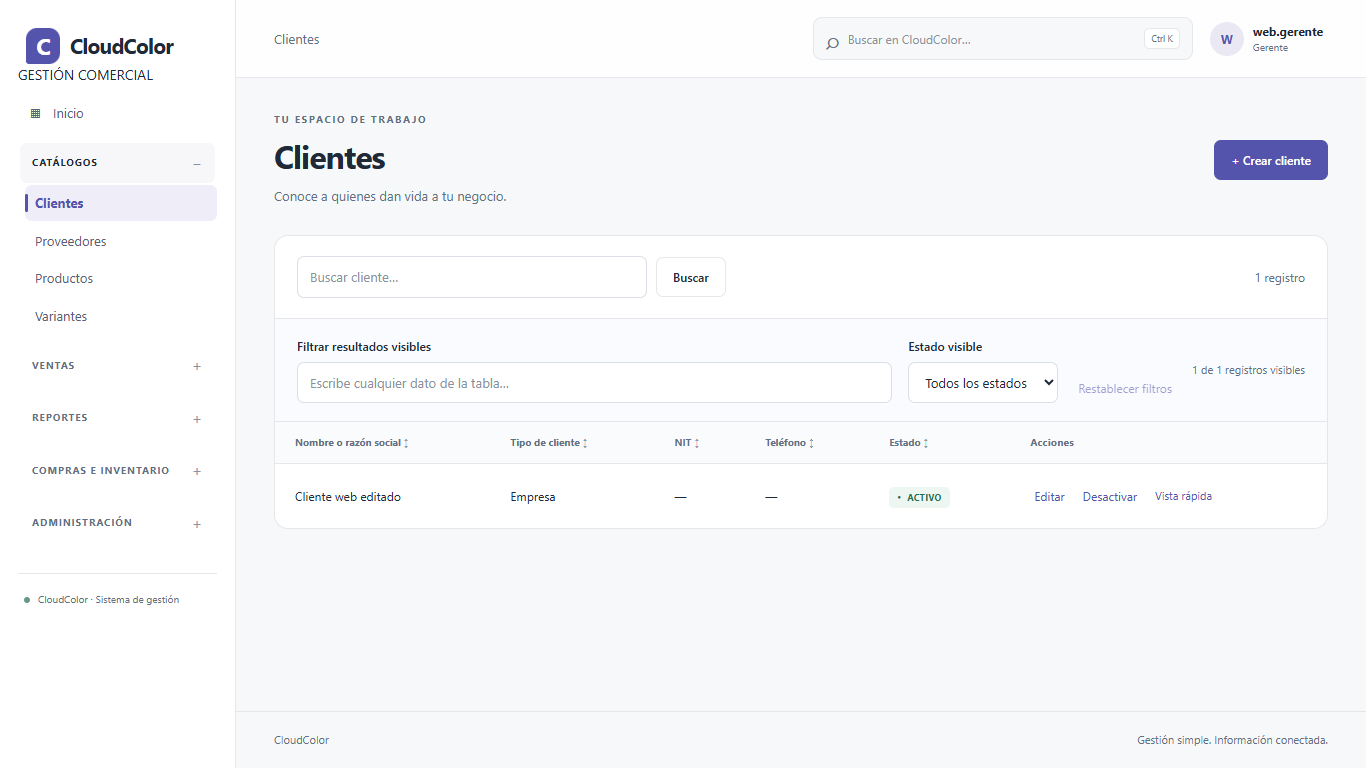 C CloudColor
GESTIÓN COMERCIAL
Inicio
CATÁLOGOS –
Clientes
Proveedores
Productos
Variantes
VENTAS +
REPORTES +
COMPRAS E INVENTARIO +
ADMINISTRACIÓN +
CloudColor · Sistema de gestión
Clientes
Buscar en CloudColor... Ctrl K
W web.gerente
Gerente
TU ESPACIO DE TRABAJO
Clientes
+ Crear cliente
Conoce a quienes dan vida a tu negocio.
Buscar cliente... Buscar 1 registro
Filtrar resultados visibles Estado visible
Escribe cualquier dato de la tabla... Todos los estados Restablecer filtros 1 de 1 registros visibles
Nombre o razón social ↕ Tipo de cliente ↕ NIT ↕ Teléfono ↕ Estado ↕ Acciones
Cliente web editado Empresa — — • ACTIVO Editar Desactivar Vista rápida
CloudColor Gestión simple. Información conectada.